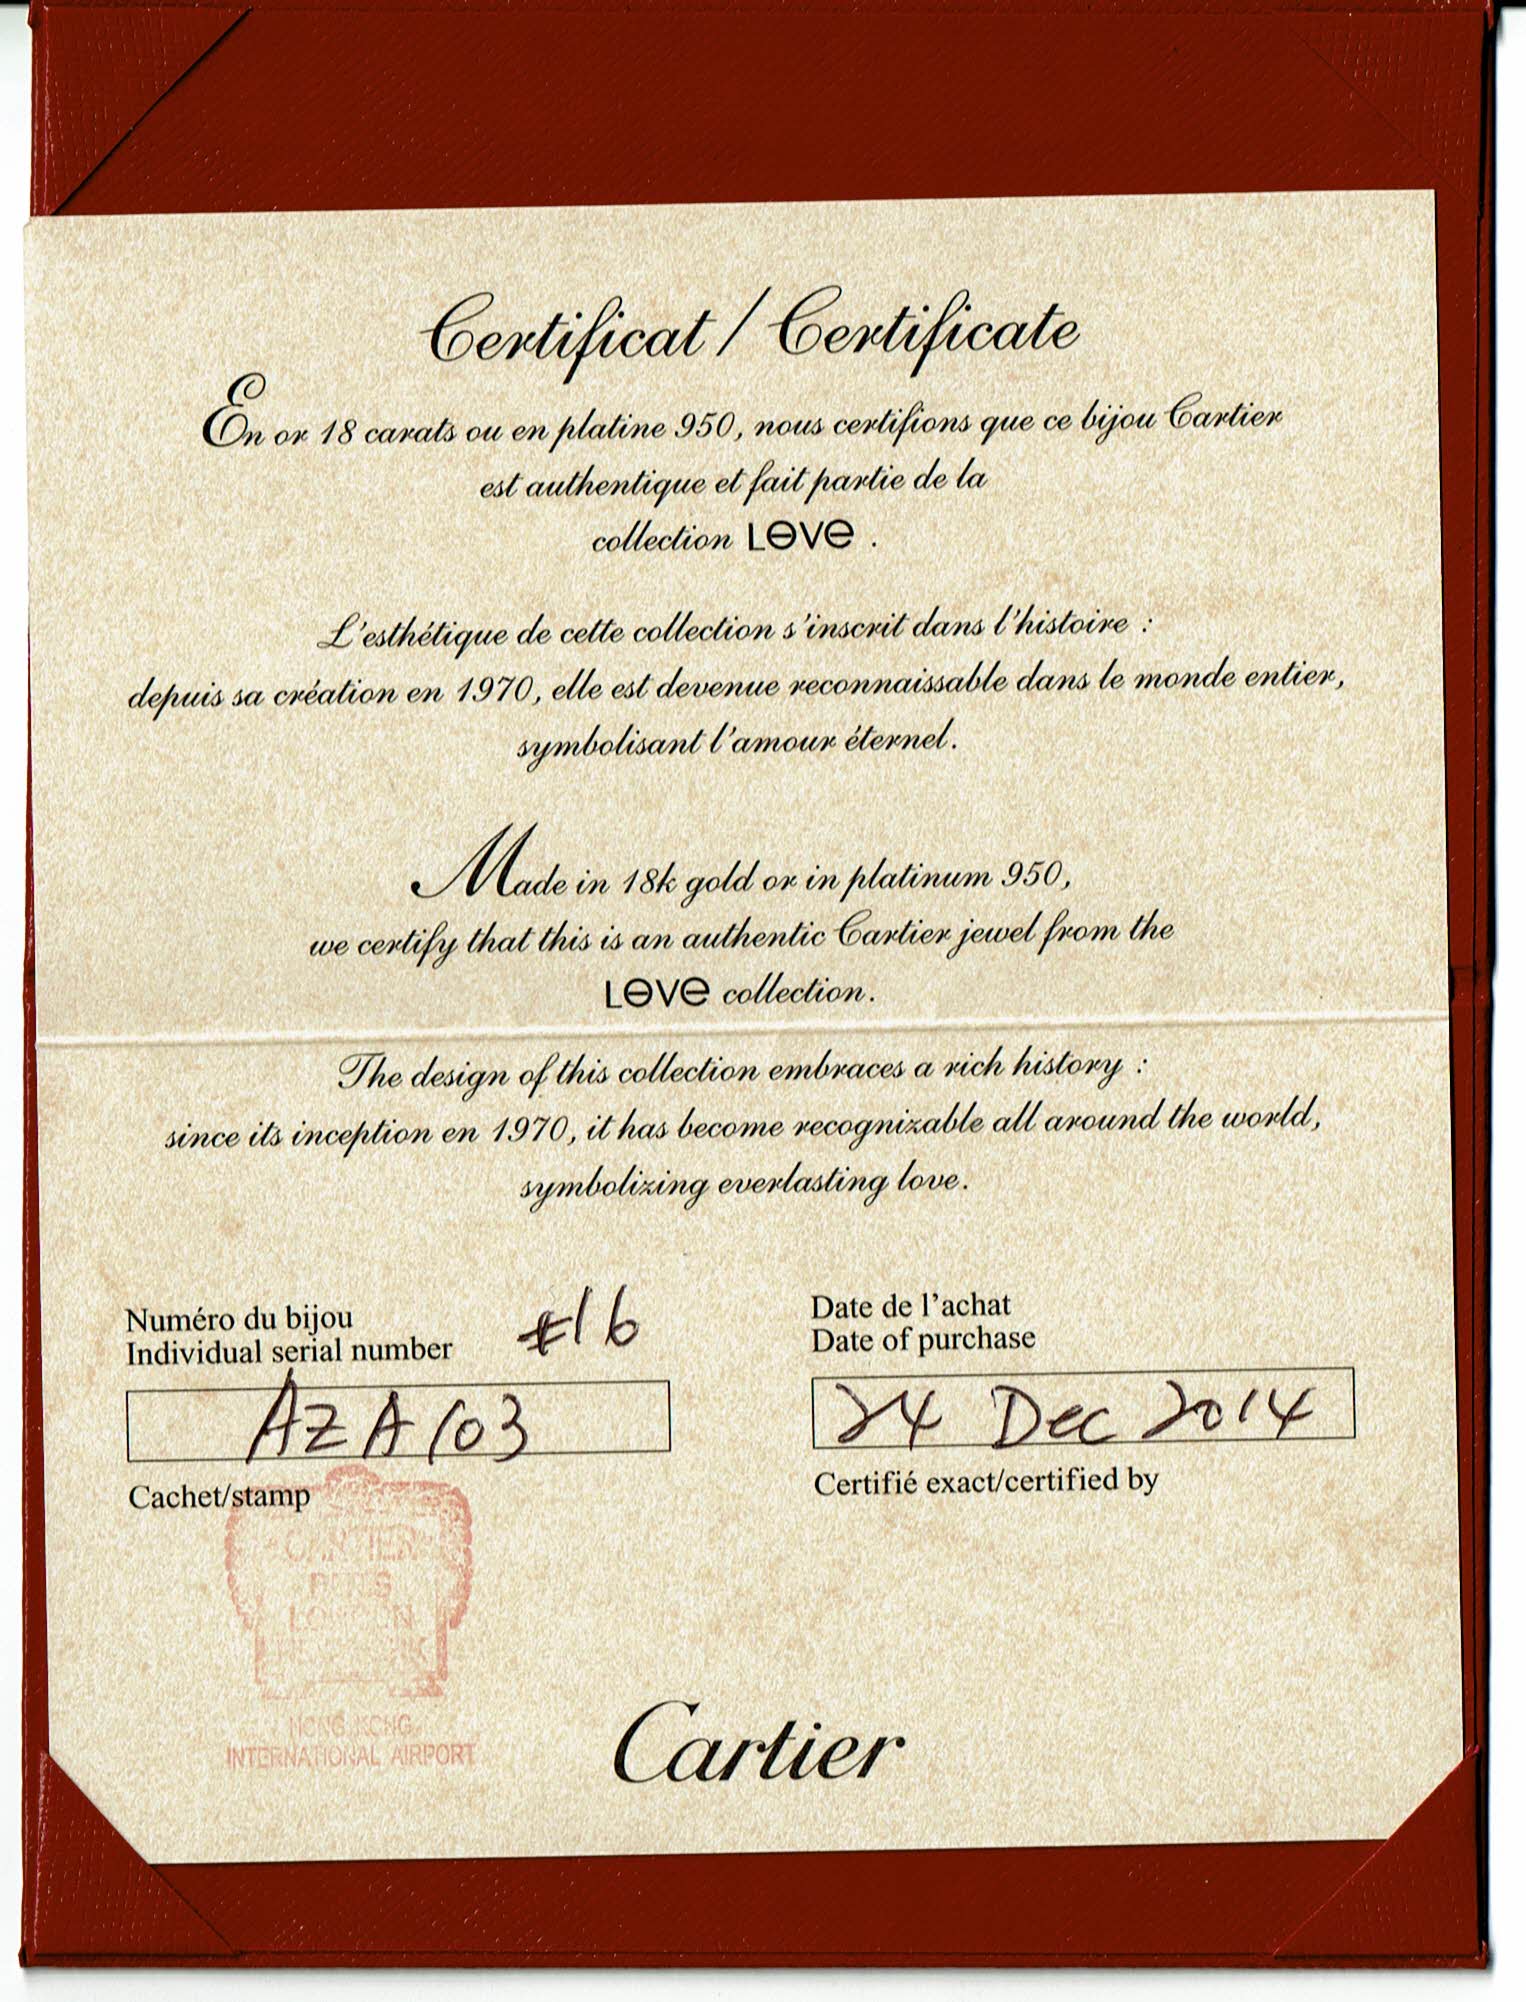 Certificat / Certificate
En or 18 carats ou en platine 950, nous certifions que ce bijou Cartier
est authentique et fait partie de la
collection LOVE .
L'esthétique de cette collection s'inscrit dans l'histoire :
depuis sa création en 1970, elle est devenue reconnaissable dans le monde entier,
symbolisant l'amour éternel.
Made in 18k gold or in platinum 950,
we certify that this is an authentic Cartier jewel from the
LOVE collection.
The design of this collection embraces a rich history :
since its inception en 1970, it has become recognizable all around the world,
symbolizing everlasting love.
Numéro du bijou
Individual serial number #16
AZA103
Date de l'achat
Date of purchase
24 Dec 2014
Cachet/stamp
Certifié exact/certified by
CARTIER
PARIS
LONDON
HONG KONG
INTERNATIONAL AIRPORT
Cartier